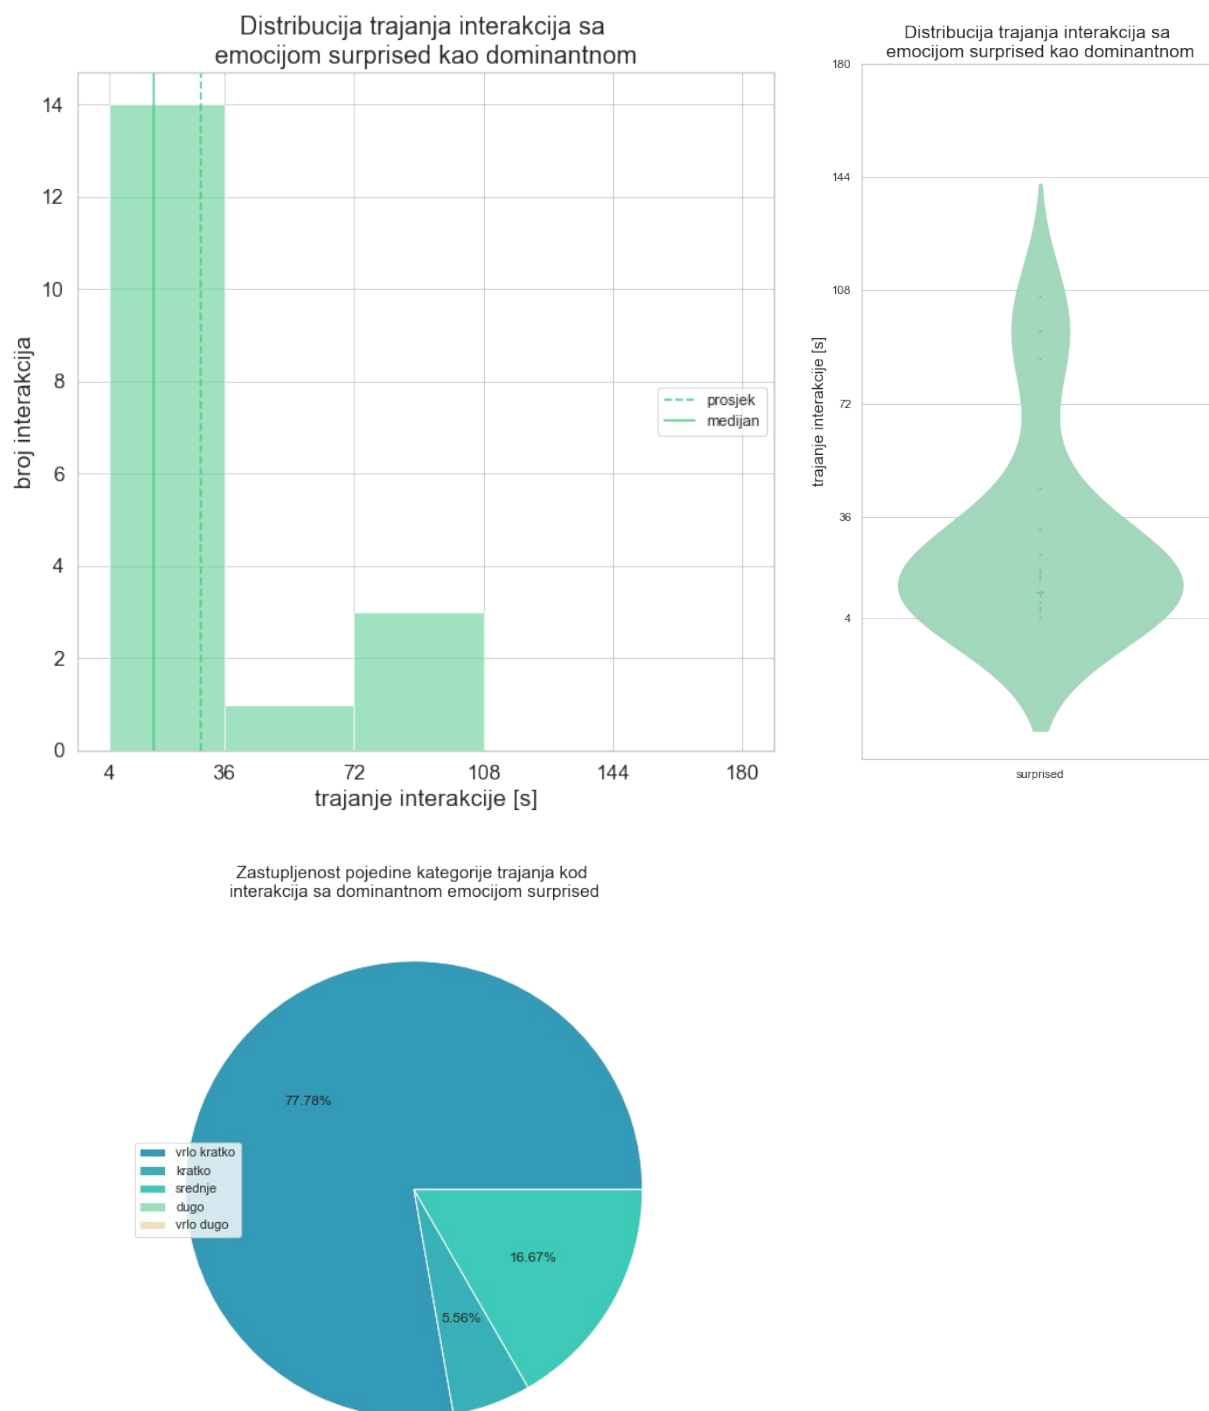 Distribucija trajanja interakcija sa
emocijom surprised kao dominantnom
14
12
10
8
6
4
2
0
broj interakcija
prosjek
medijan
4 36 72 108 144 180
trajanje interakcije [s]
Distribucija trajanja interakcija sa
emocijom surprised kao dominantnom
180
144
108
72
36
4
trajanje interakcije [s]
surprised
Zastupljenost pojedine kategorije trajanja kod
interakcija sa dominantnom emocijom surprised
77.78%
vrlo kratko
kratko
srednje
dugo
vrlo dugo
16.67%
5.56%